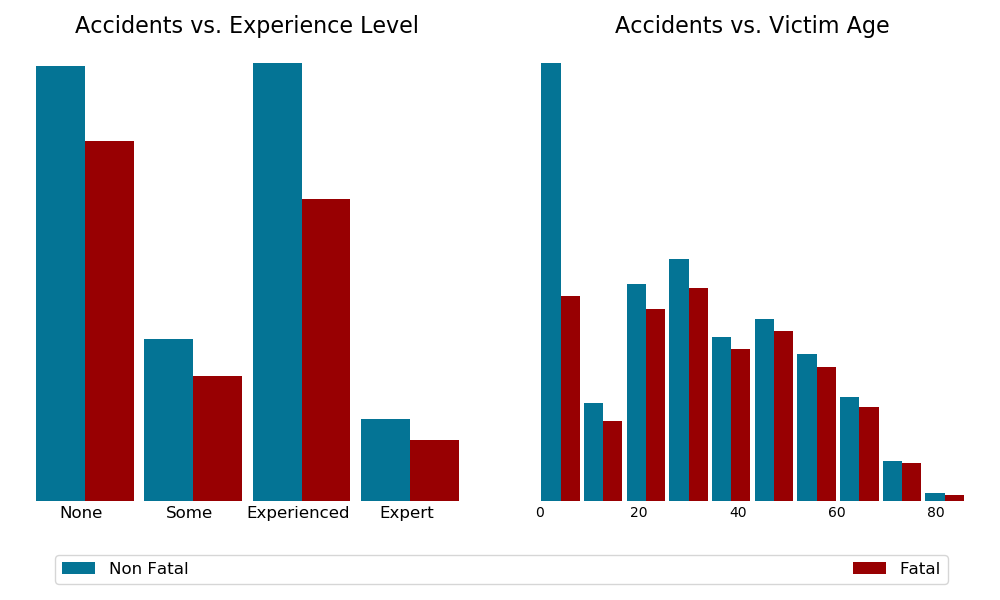 Accidents vs. Experience Level
Accidents vs. Victim Age
None Some Experienced Expert
0 20 40 60 80
Non Fatal
Fatal